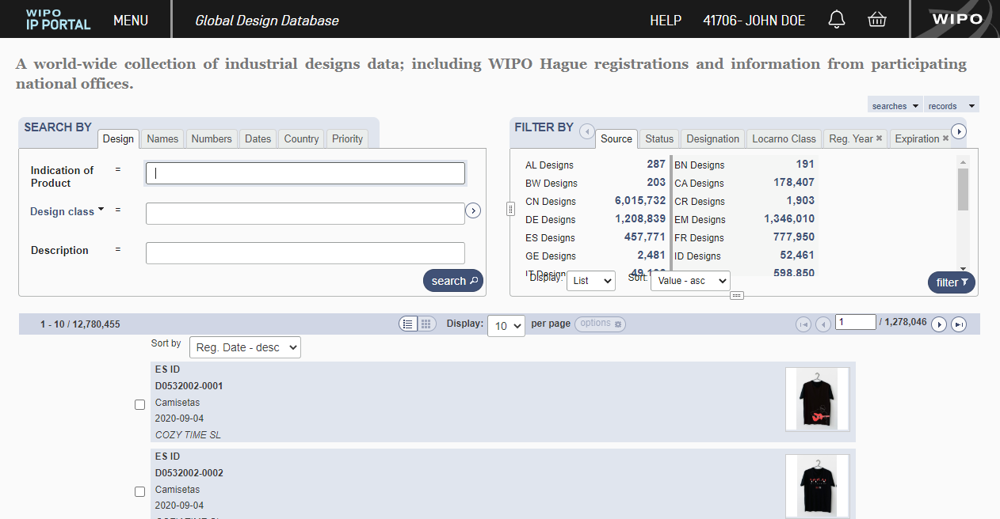 WIPO
IP PORTAL
MENU
Global Design Database
HELP
41706- JOHN DOE
WIPO
A world-wide collection of industrial designs data; including WIPO Hague registrations and information from participating
national offices.
searches
records
SEARCH BY
Design
Names
Numbers
Dates
Country
Priority
Indication of
Product
=
Design class
=
Description
=
search
FILTER BY
Source
Status
Designation
Locarno Class
Reg. Year
Expiration
AL Designs 287 BN Designs 191
BW Designs 203 CA Designs 178,407
CN Designs 6,015,732 CR Designs 1,903
DE Designs 1,208,839 EM Designs 1,346,010
ES Designs 457,771 FR Designs 777,950
GE Designs 2,481 ID Designs 52,461
IT Designs 598,850
Display: List Sort: Value - asc
filter
1 - 10 / 12,780,455
Display: 10 per page
options
1 / 1,278,046
Sort by Reg. Date - desc
ES ID
D0532002-0001
Camisetas
2020-09-04
COZY TIME SL
ES ID
D0532002-0002
Camisetas
2020-09-04
COZY TIME SL